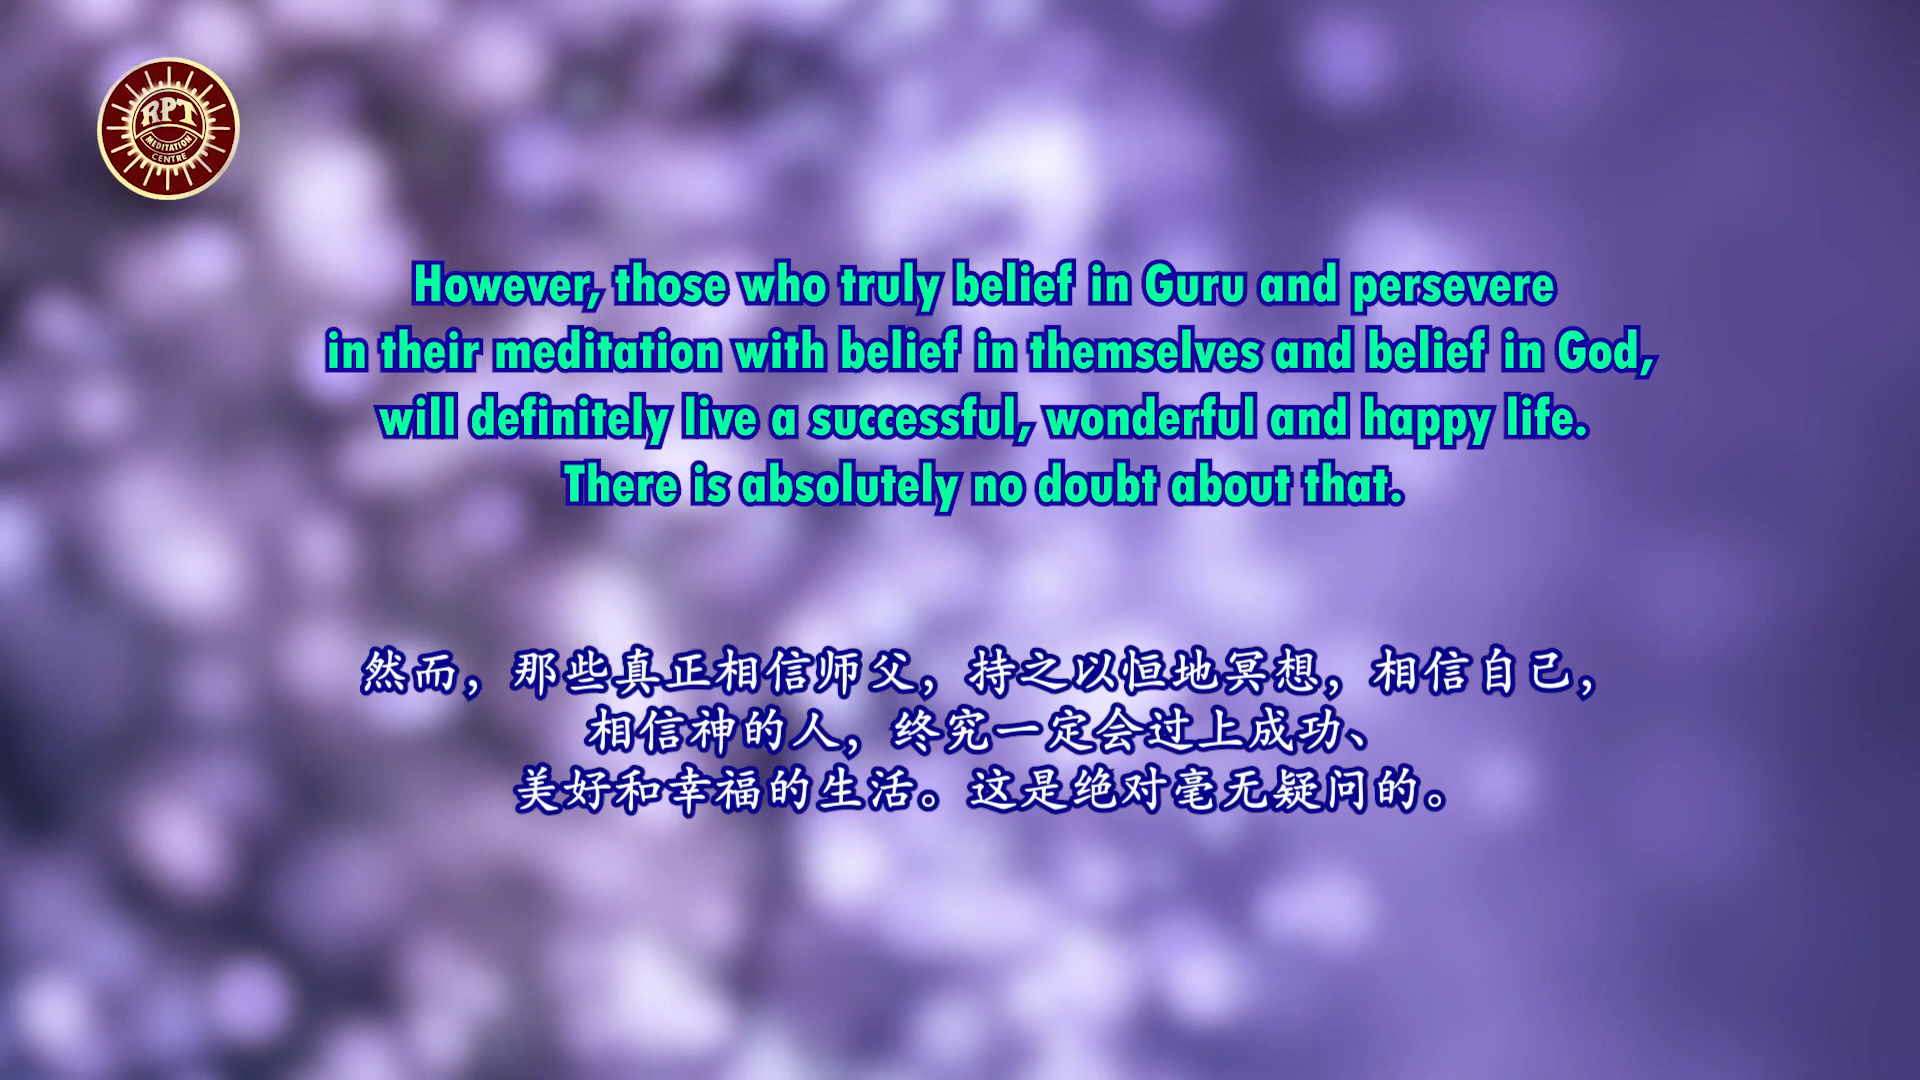 RPT
MEDITATION
CENTRE
However, those who truly belief in Guru and persevere
in their meditation with belief in themselves and belief in God,
will definitely live a successful, wonderful and happy life.
There is absolutely no doubt about that.
然而，那些真正相信师父，持之以恒地冥想，相信自己，
相信神的人，终究一定会过上成功、
美好和幸福的生活。这是绝对毫无疑问的。